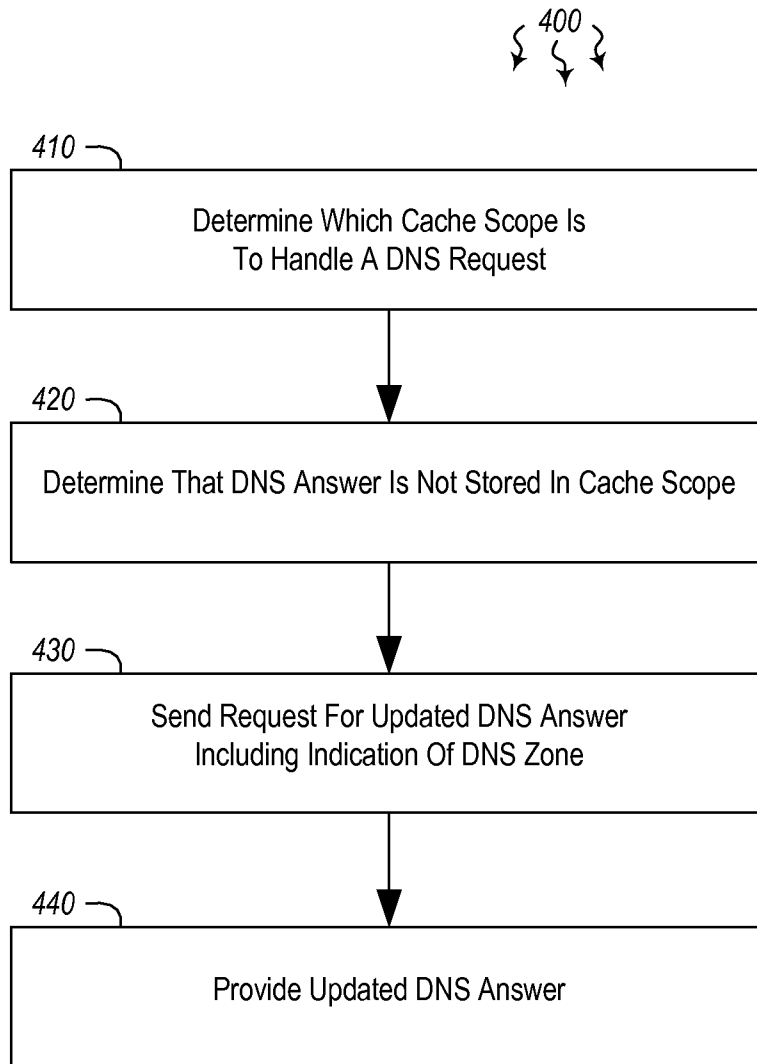 400
410
Determine Which Cache Scope Is
To Handle A DNS Request
420
Determine That DNS Answer Is Not Stored In Cache Scope
430
Send Request For Updated DNS Answer
Including Indication Of DNS Zone
440
Provide Updated DNS Answer